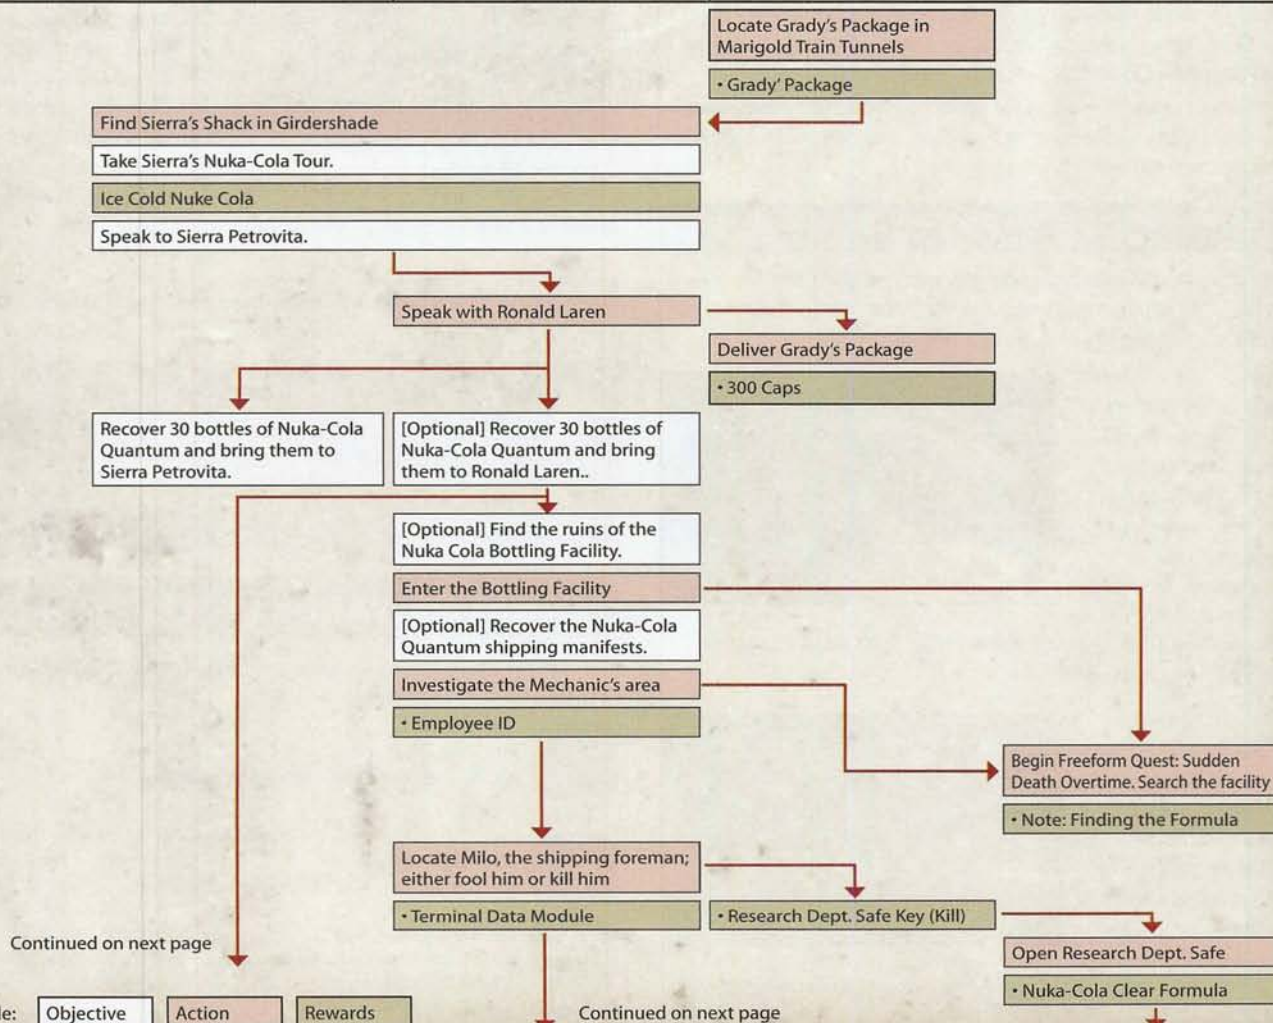 Locate Grady's Package in
Marigold Train Tunnels
• Grady' Package
Find Sierra's Shack in Girdershade
Take Sierra's Nuka-Cola Tour.
Ice Cold Nuke Cola
Speak to Sierra Petrovita.
Speak with Ronald Laren
Deliver Grady's Package
• 300 Caps
Recover 30 bottles of Nuka-Cola
Quantum and bring them to
Sierra Petrovita.
[Optional] Recover 30 bottles of
Nuka-Cola Quantum and bring
them to Ronald Laren..
[Optional] Find the ruins of the
Nuka Cola Bottling Facility.
Enter the Bottling Facility
[Optional] Recover the Nuka-Cola
Quantum shipping manifests.
Investigate the Mechanic's area
• Employee ID
Begin Freeform Quest: Sudden
Death Overtime. Search the facility
• Note: Finding the Formula
Locate Milo, the shipping foreman;
either fool him or kill him
• Terminal Data Module
• Research Dept. Safe Key (Kill)
Continued on next page
Open Research Dept. Safe
• Nuka-Cola Clear Formula
Objective
Action
Rewards
Continued on next page